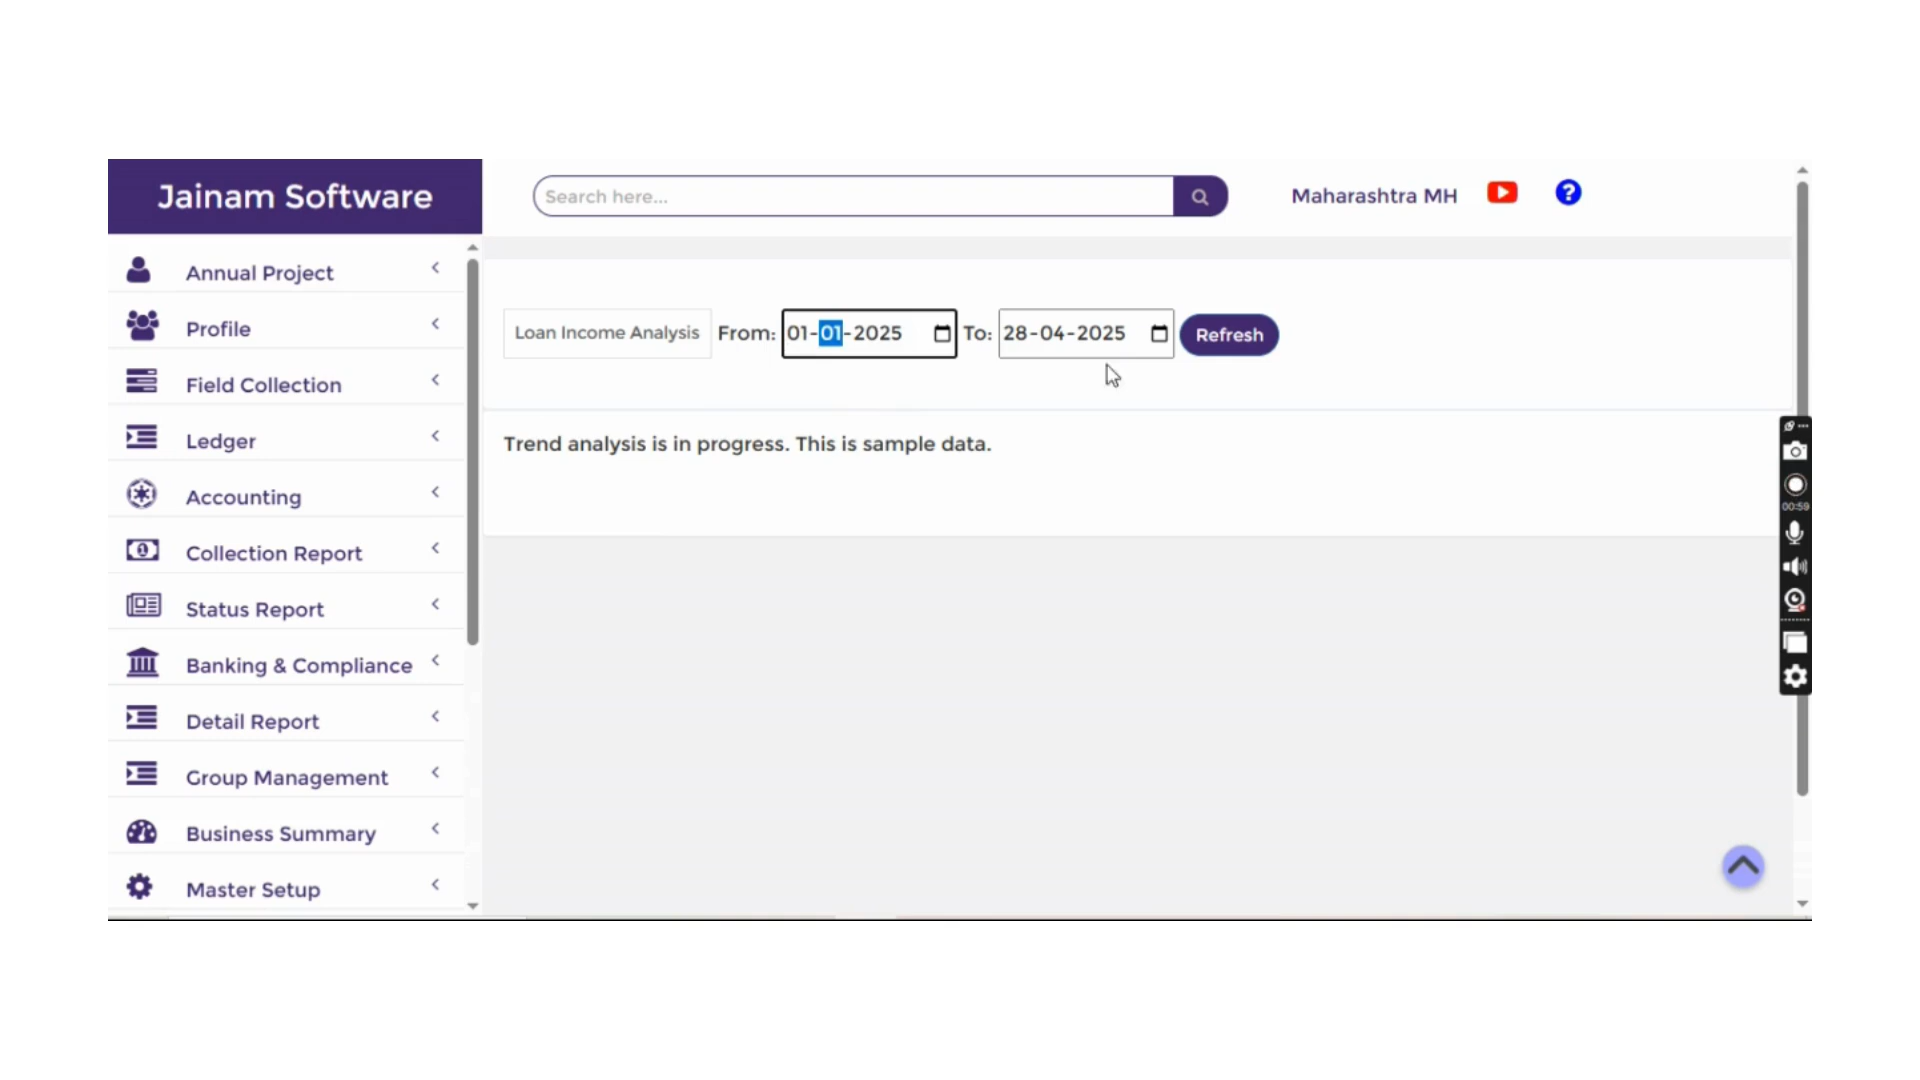 Jainam Software
Search here...
Maharashtra MH
?
Annual Project
Profile
Field Collection
Ledger
Accounting
Collection Report
Status Report
Banking & Compliance
Detail Report
Group Management
Business Summary
Master Setup
Loan Income Analysis From: 01-01-2025 To: 28-04-2025 Refresh
Trend analysis is in progress. This is sample data.
00:59